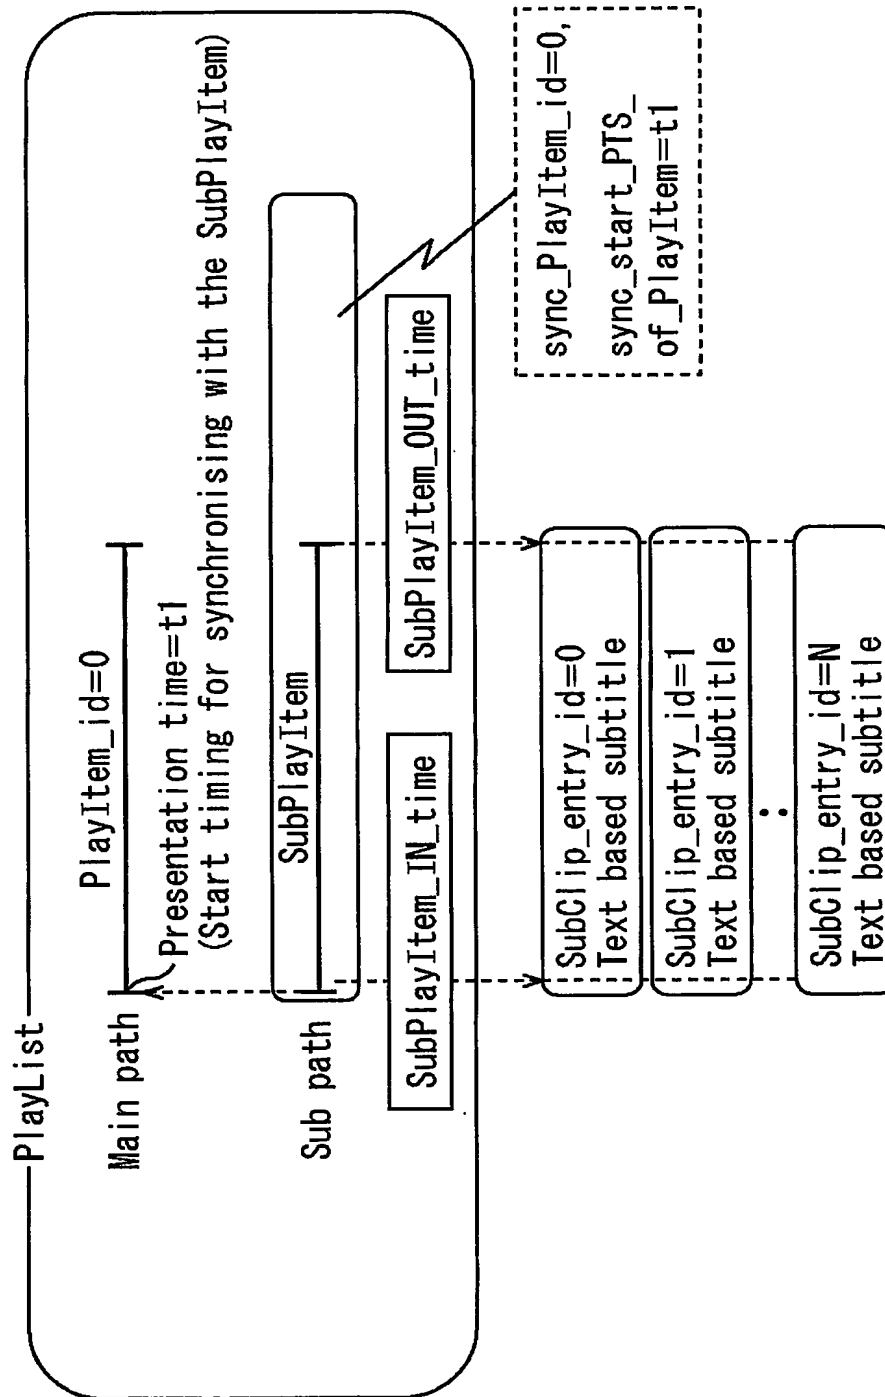 PlayList
Main path
PlayItem_id=0
Presentation time=t1
(Start timing for synchronising with the SubPlayItem)
Sub path
SubPlayItem
SubPlayItem_IN_time
SubPlayItem_OUT_time
sync_PlayItem_id=0,
sync_start_PTS_
of_PlayItem=t1
SubClip_entry_id=0
Text based subtitle
SubClip_entry_id=1
Text based subtitle
SubClip_entry_id=N
Text based subtitle